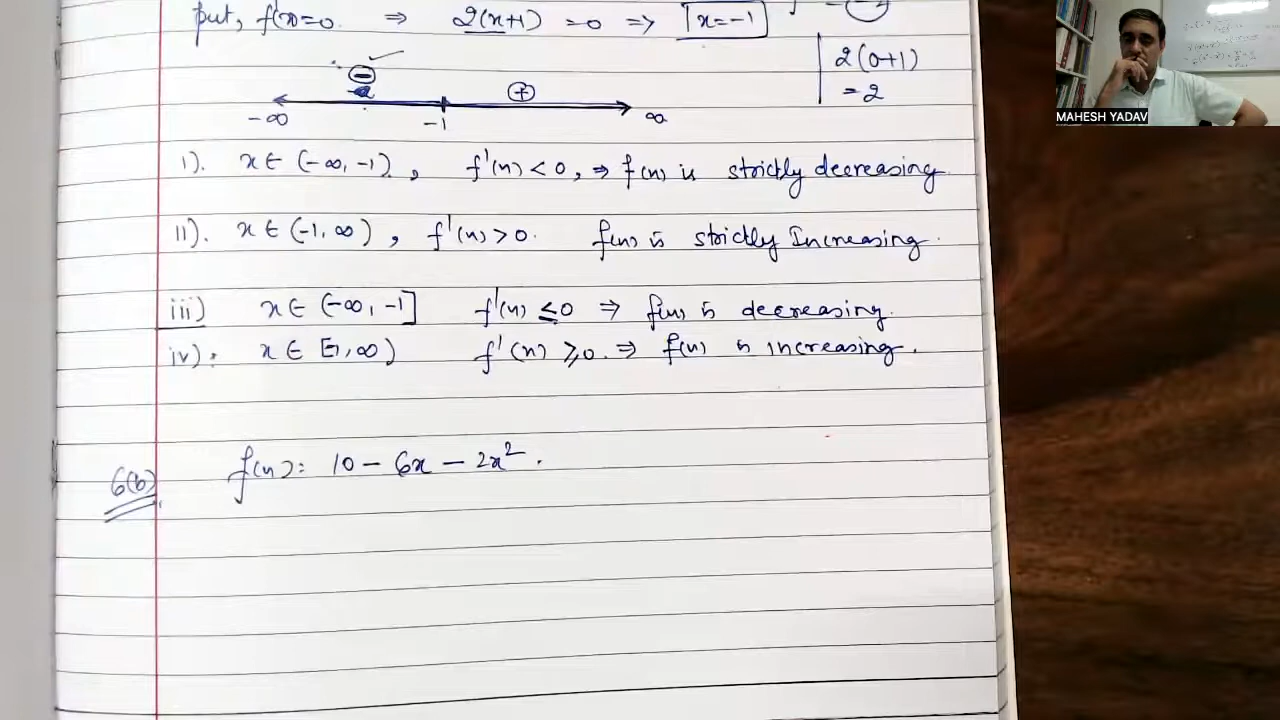 put, f'(x)=0. ⇒ 2(x+1) =0 => x=-1
2(0+1)
=2
⊖
-2
⊕
-∞ -1 ∞
MAHESH YADAV
i). x ∈ (-∞, -1), f'(x) < 0, ⇒ f(x) is strictly decreasing
ii). x ∈ (-1, ∞), f'(x) > 0. f(x) is strictly Increasing.
iii) x ∈ (-∞, -1] f'(x) ≤ 0 ⇒ f(x) is decreasing.
iv). x ∈ [-1, ∞) f'(x) ≥ 0. ⇒ f(x) is increasing.
6(b) f(x): 10 - 6x - 2x².